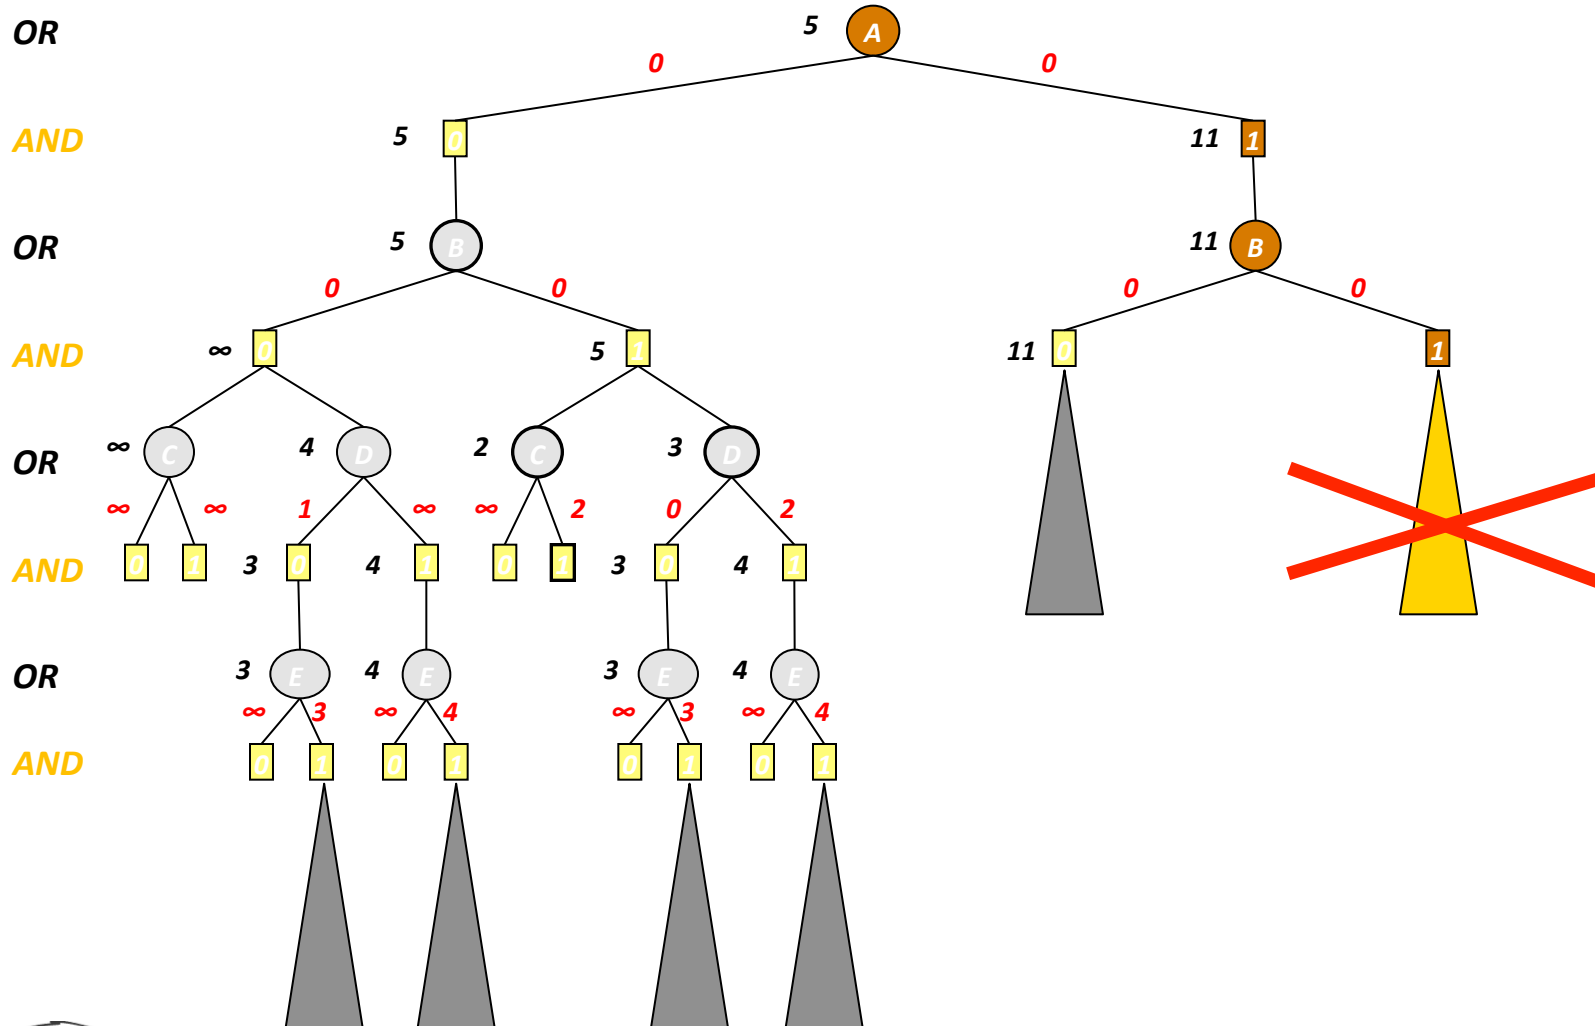 OR 5 A
0 0
AND 5 0 11 1
OR 5 B 11 B
0 0 0 0
AND ∞ 0 5 1 11 0 1
OR ∞ C 4 D 2 C 3 D
∞ ∞ 1 ∞ ∞ 2 0 2
AND 0 1 3 0 4 1 0 1 3 0 4 1
OR 3 E 4 E 3 E 4 E
∞ 3 ∞ 4 ∞ 3 ∞ 4
AND 0 1 0 1 0 1 0 1